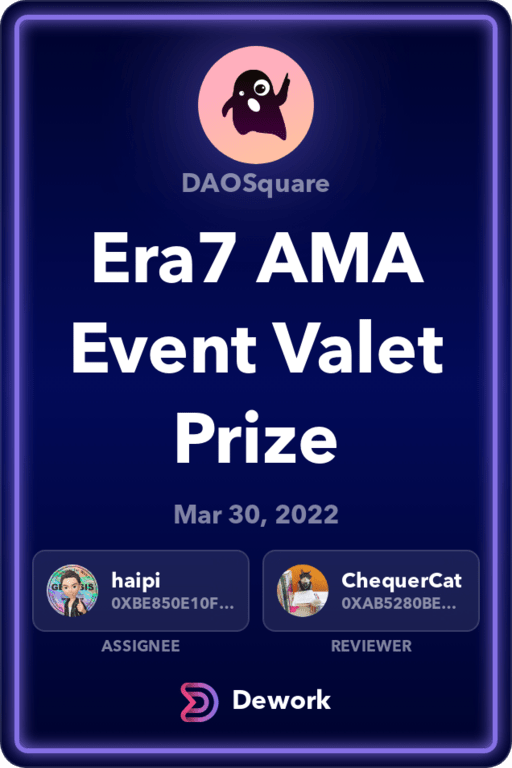 DAOSquare
Era7 AMA
Event Valet
Prize
Mar 30, 2022
haipi
0XBE850E10F...
ASSIGNEE
ChequerCat
0XAB5280BE...
REVIEWER
Dework